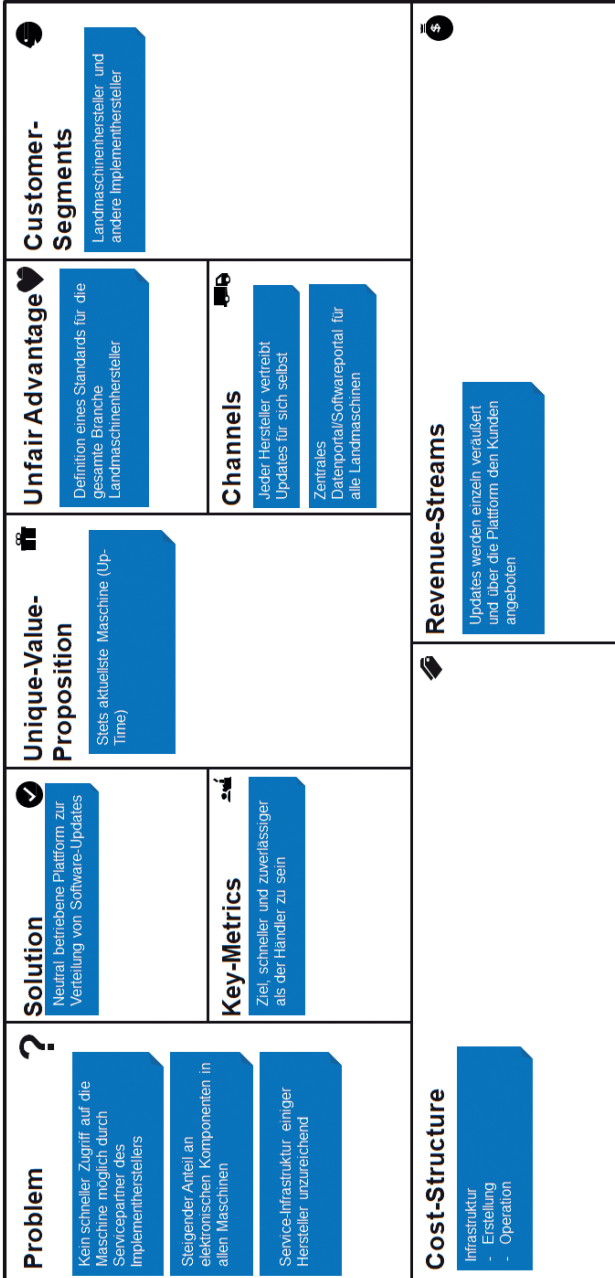 Problem
?
Kein schneller Zugriff auf die
Maschine möglich durch
Servicepartner des
Implementherstellers
Steigender Anteil an
elektronischen Komponenten in
allen Maschinen
Service-Infrastruktur einiger
Hersteller unzureichend
Solution
Neutral betriebene Plattform zur
Verteilung von Software-Updates
Key-Metrics
Ziel, schneller und zuverlässiger
als der Händler zu sein
Unique-Value-
Proposition
Stets aktuellste Maschine (Up-
Time)
Unfair Advantage
Definition eines Standards für die
gesamte Branche
Landmaschinenhersteller
Channels
Jeder Hersteller vertreibt
Updates für sich selbst
Zentrales
Datenportal/Softwareportal für
alle Landmaschinen
Customer-
Segments
Landmaschinenhersteller und
andere Implementhersteller
Cost-Structure
Infrastruktur
- Erstellung
- Operation
Revenue-Streams
$
Updates werden einzeln veräußert
und über die Plattform den Kunden
angeboten